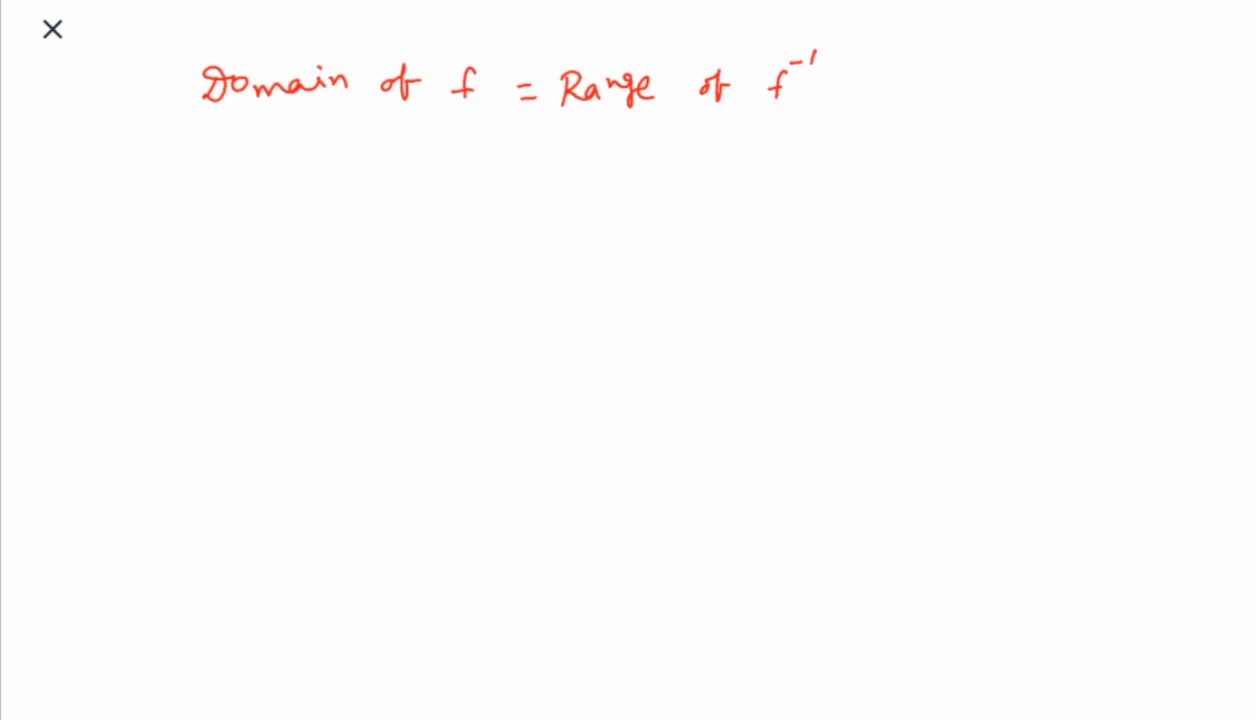 Domain of f = Range of f⁻¹